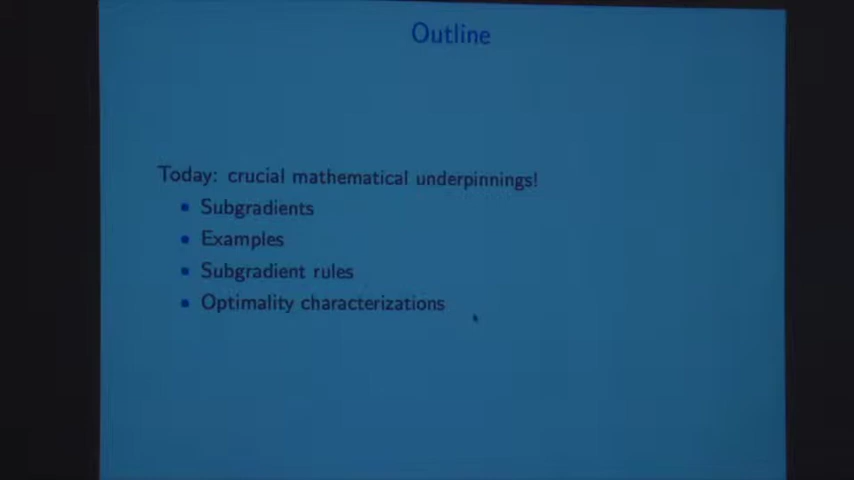 Outline
Today: crucial mathematical underpinnings!
• Subgradients
• Examples
• Subgradient rules
• Optimality characterizations